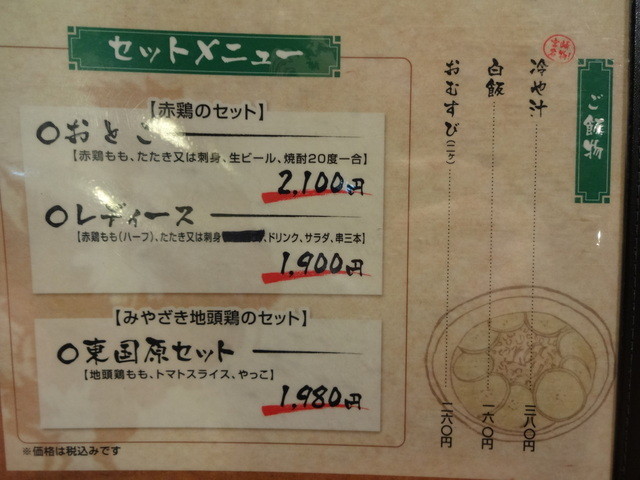 セットメニュー
【赤鶏のセット】
○おとこ
【赤鶏もも、たたき又は刺身、生ビール、焼酎20度一合】
2,100円
○レディース
【赤鶏もも(ハーフ)、たたき又は刺身、ドリンク、サラダ、串三本】
1,900円
【みやざき地頭鶏のセット】
○東国原セット
【地頭鶏もも、トマトスライス、やっこ】
1,980円
※価格は税込みです
ご飯物
宮崎名物!
冷や汁 三八〇円
白飯 一六〇円
おむすび(二ヶ) 二六〇円